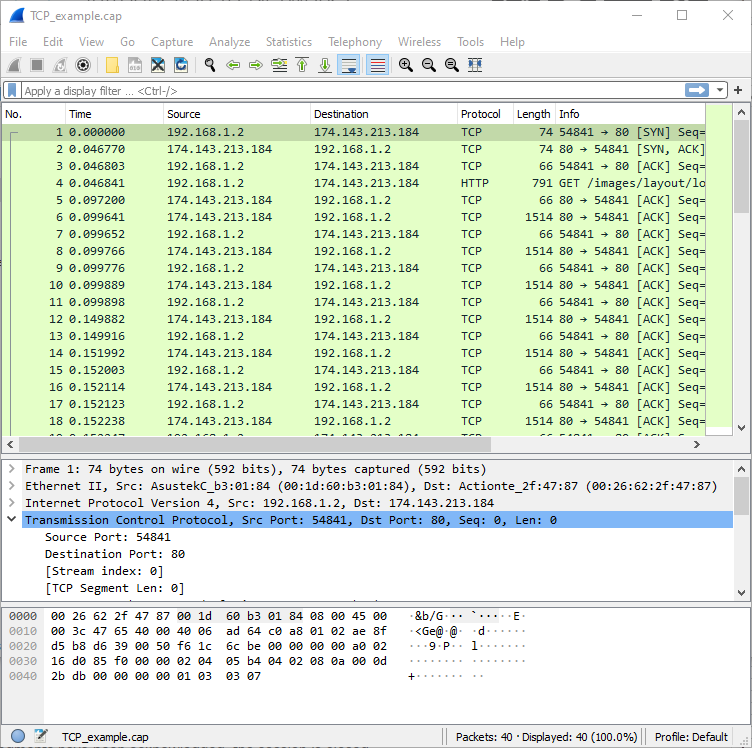 TCP_example.cap
File Edit View Go Capture Analyze Statistics Telephony Wireless Tools Help
Apply a display filter ... <Ctrl-/>
No. Time Source Destination Protocol Length Info
1 0.000000 192.168.1.2 174.143.213.184 TCP 74 54841 → 80 [SYN] Seq=
2 0.046770 174.143.213.184 192.168.1.2 TCP 74 80 → 54841 [SYN, ACK]
3 0.046803 192.168.1.2 174.143.213.184 TCP 66 54841 → 80 [ACK] Seq=
4 0.046841 192.168.1.2 174.143.213.184 HTTP 791 GET /images/layout/lo
5 0.097200 174.143.213.184 192.168.1.2 TCP 66 80 → 54841 [ACK] Seq=
6 0.099641 174.143.213.184 192.168.1.2 TCP 1514 80 → 54841 [ACK] Seq=
7 0.099652 192.168.1.2 174.143.213.184 TCP 66 54841 → 80 [ACK] Seq=
8 0.099766 174.143.213.184 192.168.1.2 TCP 1514 80 → 54841 [ACK] Seq=
9 0.099776 192.168.1.2 174.143.213.184 TCP 66 54841 → 80 [ACK] Seq=
10 0.099889 174.143.213.184 192.168.1.2 TCP 1514 80 → 54841 [ACK] Seq=
11 0.099898 192.168.1.2 174.143.213.184 TCP 66 54841 → 80 [ACK] Seq=
12 0.149882 174.143.213.184 192.168.1.2 TCP 1514 80 → 54841 [ACK] Seq=
13 0.149916 192.168.1.2 174.143.213.184 TCP 66 54841 → 80 [ACK] Seq=
14 0.151992 174.143.213.184 192.168.1.2 TCP 1514 80 → 54841 [ACK] Seq=
15 0.152003 192.168.1.2 174.143.213.184 TCP 66 54841 → 80 [ACK] Seq=
16 0.152114 174.143.213.184 192.168.1.2 TCP 1514 80 → 54841 [ACK] Seq=
17 0.152123 192.168.1.2 174.143.213.184 TCP 66 54841 → 80 [ACK] Seq=
18 0.152238 174.143.213.184 192.168.1.2 TCP 1514 80 → 54841 [ACK] Seq=
Frame 1: 74 bytes on wire (592 bits), 74 bytes captured (592 bits)
Ethernet II, Src: AsustekC_b3:01:84 (00:1d:60:b3:01:84), Dst: Actionte_2f:47:87 (00:26:62:2f:47:87)
Internet Protocol Version 4, Src: 192.168.1.2, Dst: 174.143.213.184
Transmission Control Protocol, Src Port: 54841, Dst Port: 80, Seq: 0, Len: 0
Source Port: 54841
Destination Port: 80
[Stream index: 0]
[TCP Segment Len: 0]
0000 00 26 62 2f 47 87 00 1d 60 b3 01 84 08 00 45 00 ·&b/G··· `·····E·
0010 00 3c 47 65 40 00 40 06 ad 64 c0 a8 01 02 ae 8f ·<Ge@·@· ·d······
0020 d5 b8 d6 39 00 50 f6 1c 6c be 00 00 00 00 a0 02 ···9·P·· l·······
0030 16 d0 85 f0 00 00 02 04 05 b4 04 02 08 0a 00 0d ········ ········
0040 2b db 00 00 00 00 01 03 03 07 +······· ··
TCP_example.cap Packets: 40 · Displayed: 40 (100.0%) Profile: Default